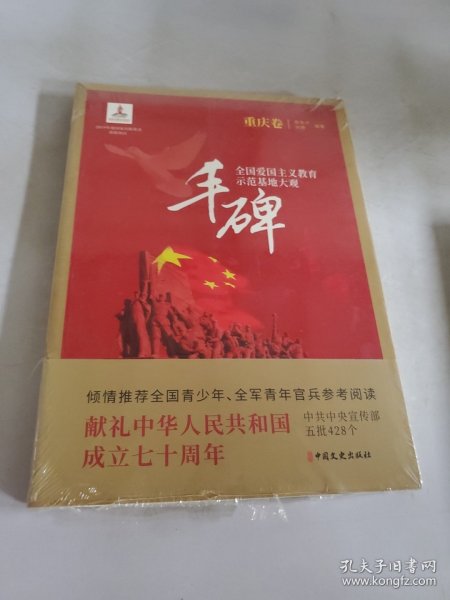 重庆卷
编著
全国爱国主义教育
示范基地大观
丰碑
倾情推荐全国青少年、全军青年官兵参考阅读
献礼中华人民共和国
成立七十周年
中共中央宣传部
五批428个
中国文史出版社
孔夫子旧书网
www.kongfz.com